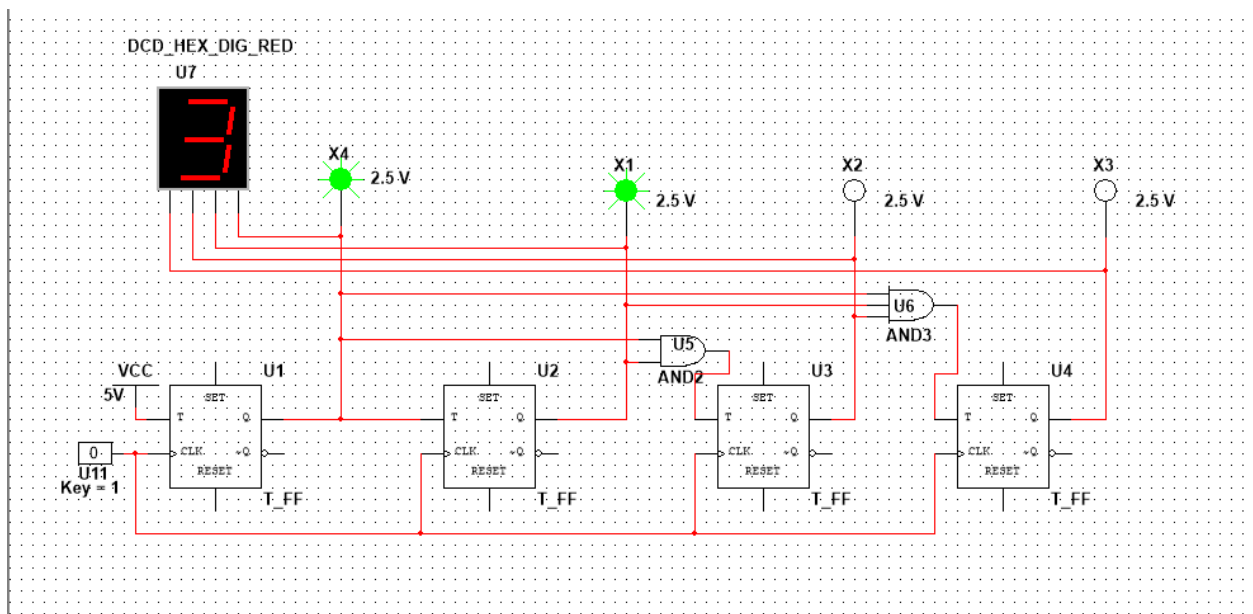 DCD_HEX_DIG_RED
U7
3
X4
2.5 V
X1
2.5 V
X2
2.5 V
X3
2.5 V
U6
AND3
U5
AND2
VCC
5V
U1
SET
T Q
CLK ~Q
RESET
T_FF
U2
SET
T Q
CLK ~Q
RESET
T_FF
U3
SET
T Q
CLK ~Q
RESET
T_FF
U4
SET
T Q
CLK ~Q
RESET
T_FF
0
U11
Key = 1